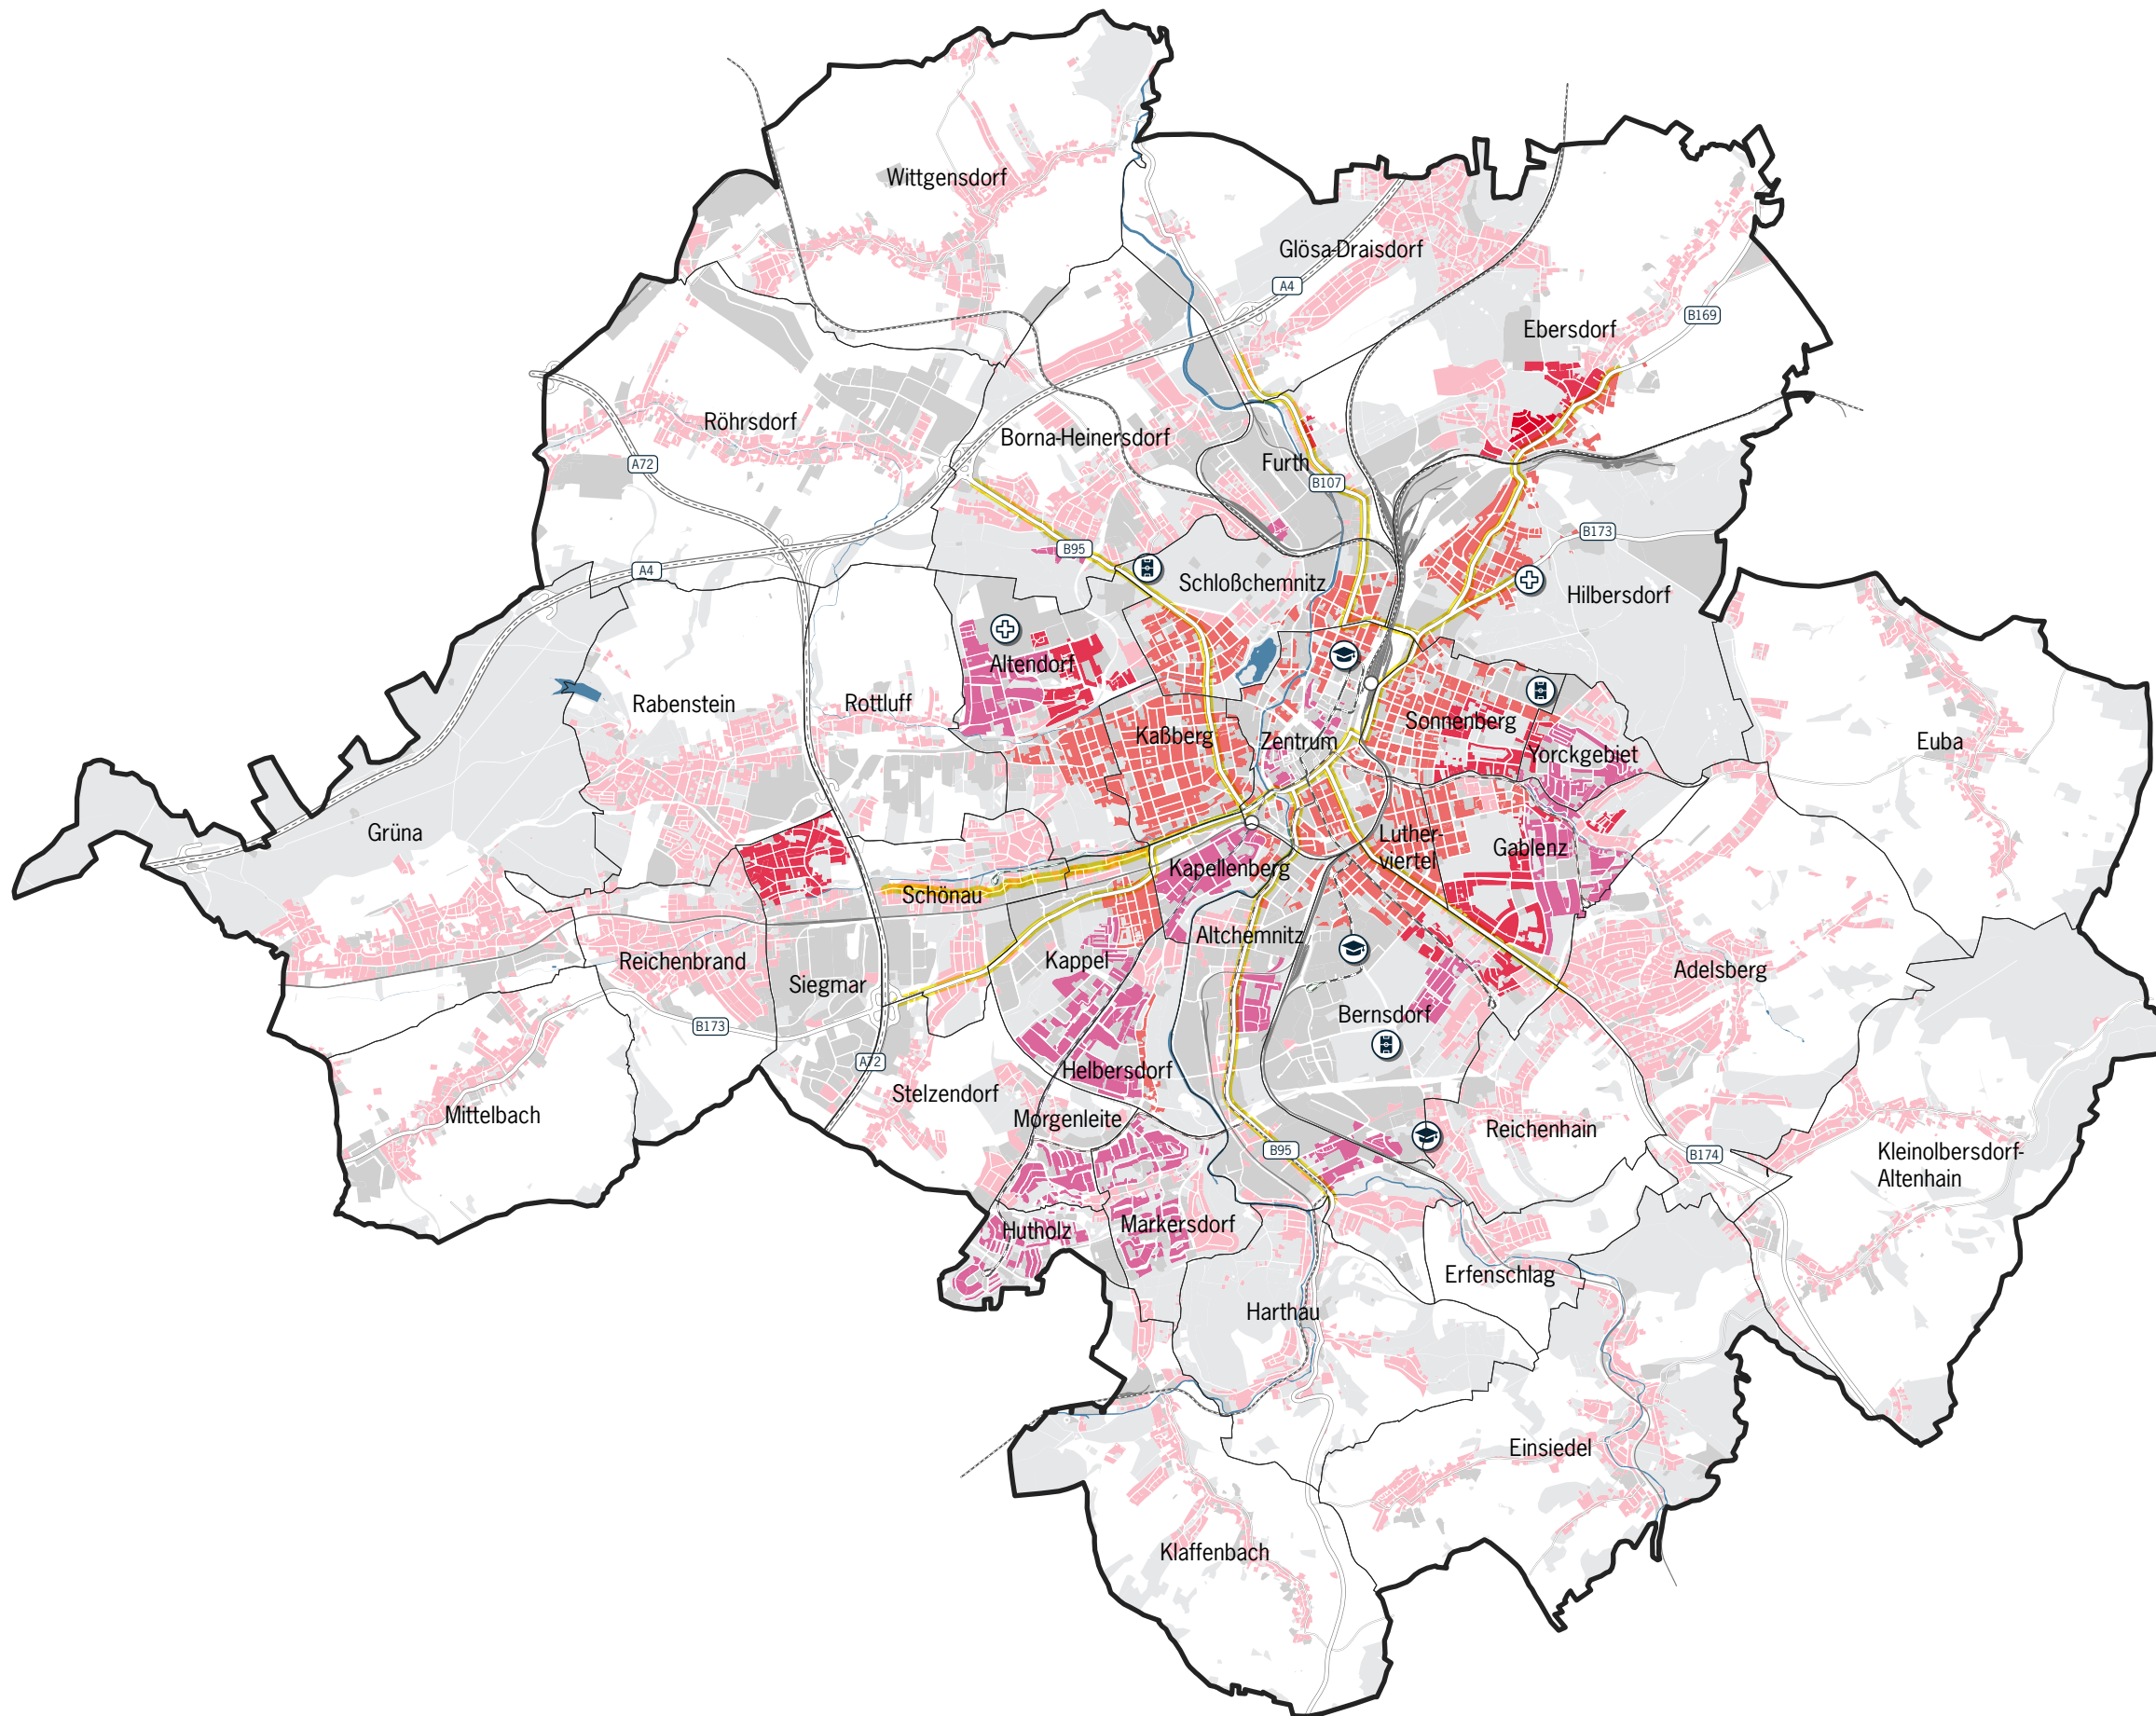 Wittgensdorf
Glösa-Draisdorf
A4
B169
Ebersdorf
Röhrsdorf
Borna-Heinersdorf
A72
Furth
B107
B173
B95
A4
Schloßchemnitz
Hilbersdorf
Altendorf
Rabenstein
Rottluff
Kaßberg
Zentrum
Sonnenberg
Yorckgebiet
Euba
Grüna
Luther-
viertel
Gablenz
Kapellenberg
Schönau
Altchemnitz
Reichenbrand
Kappel
Adelsberg
Siegmar
Bernsdorf
B173
A72
Helbersdorf
Stelzendorf
Morgenleite
Mittelbach
Reichenhain
B95
B174
Kleinolbersdorf-
Altenhain
Hutholz
Markersdorf
Erfenschlag
Harthau
Einsiedel
Klaffenbach